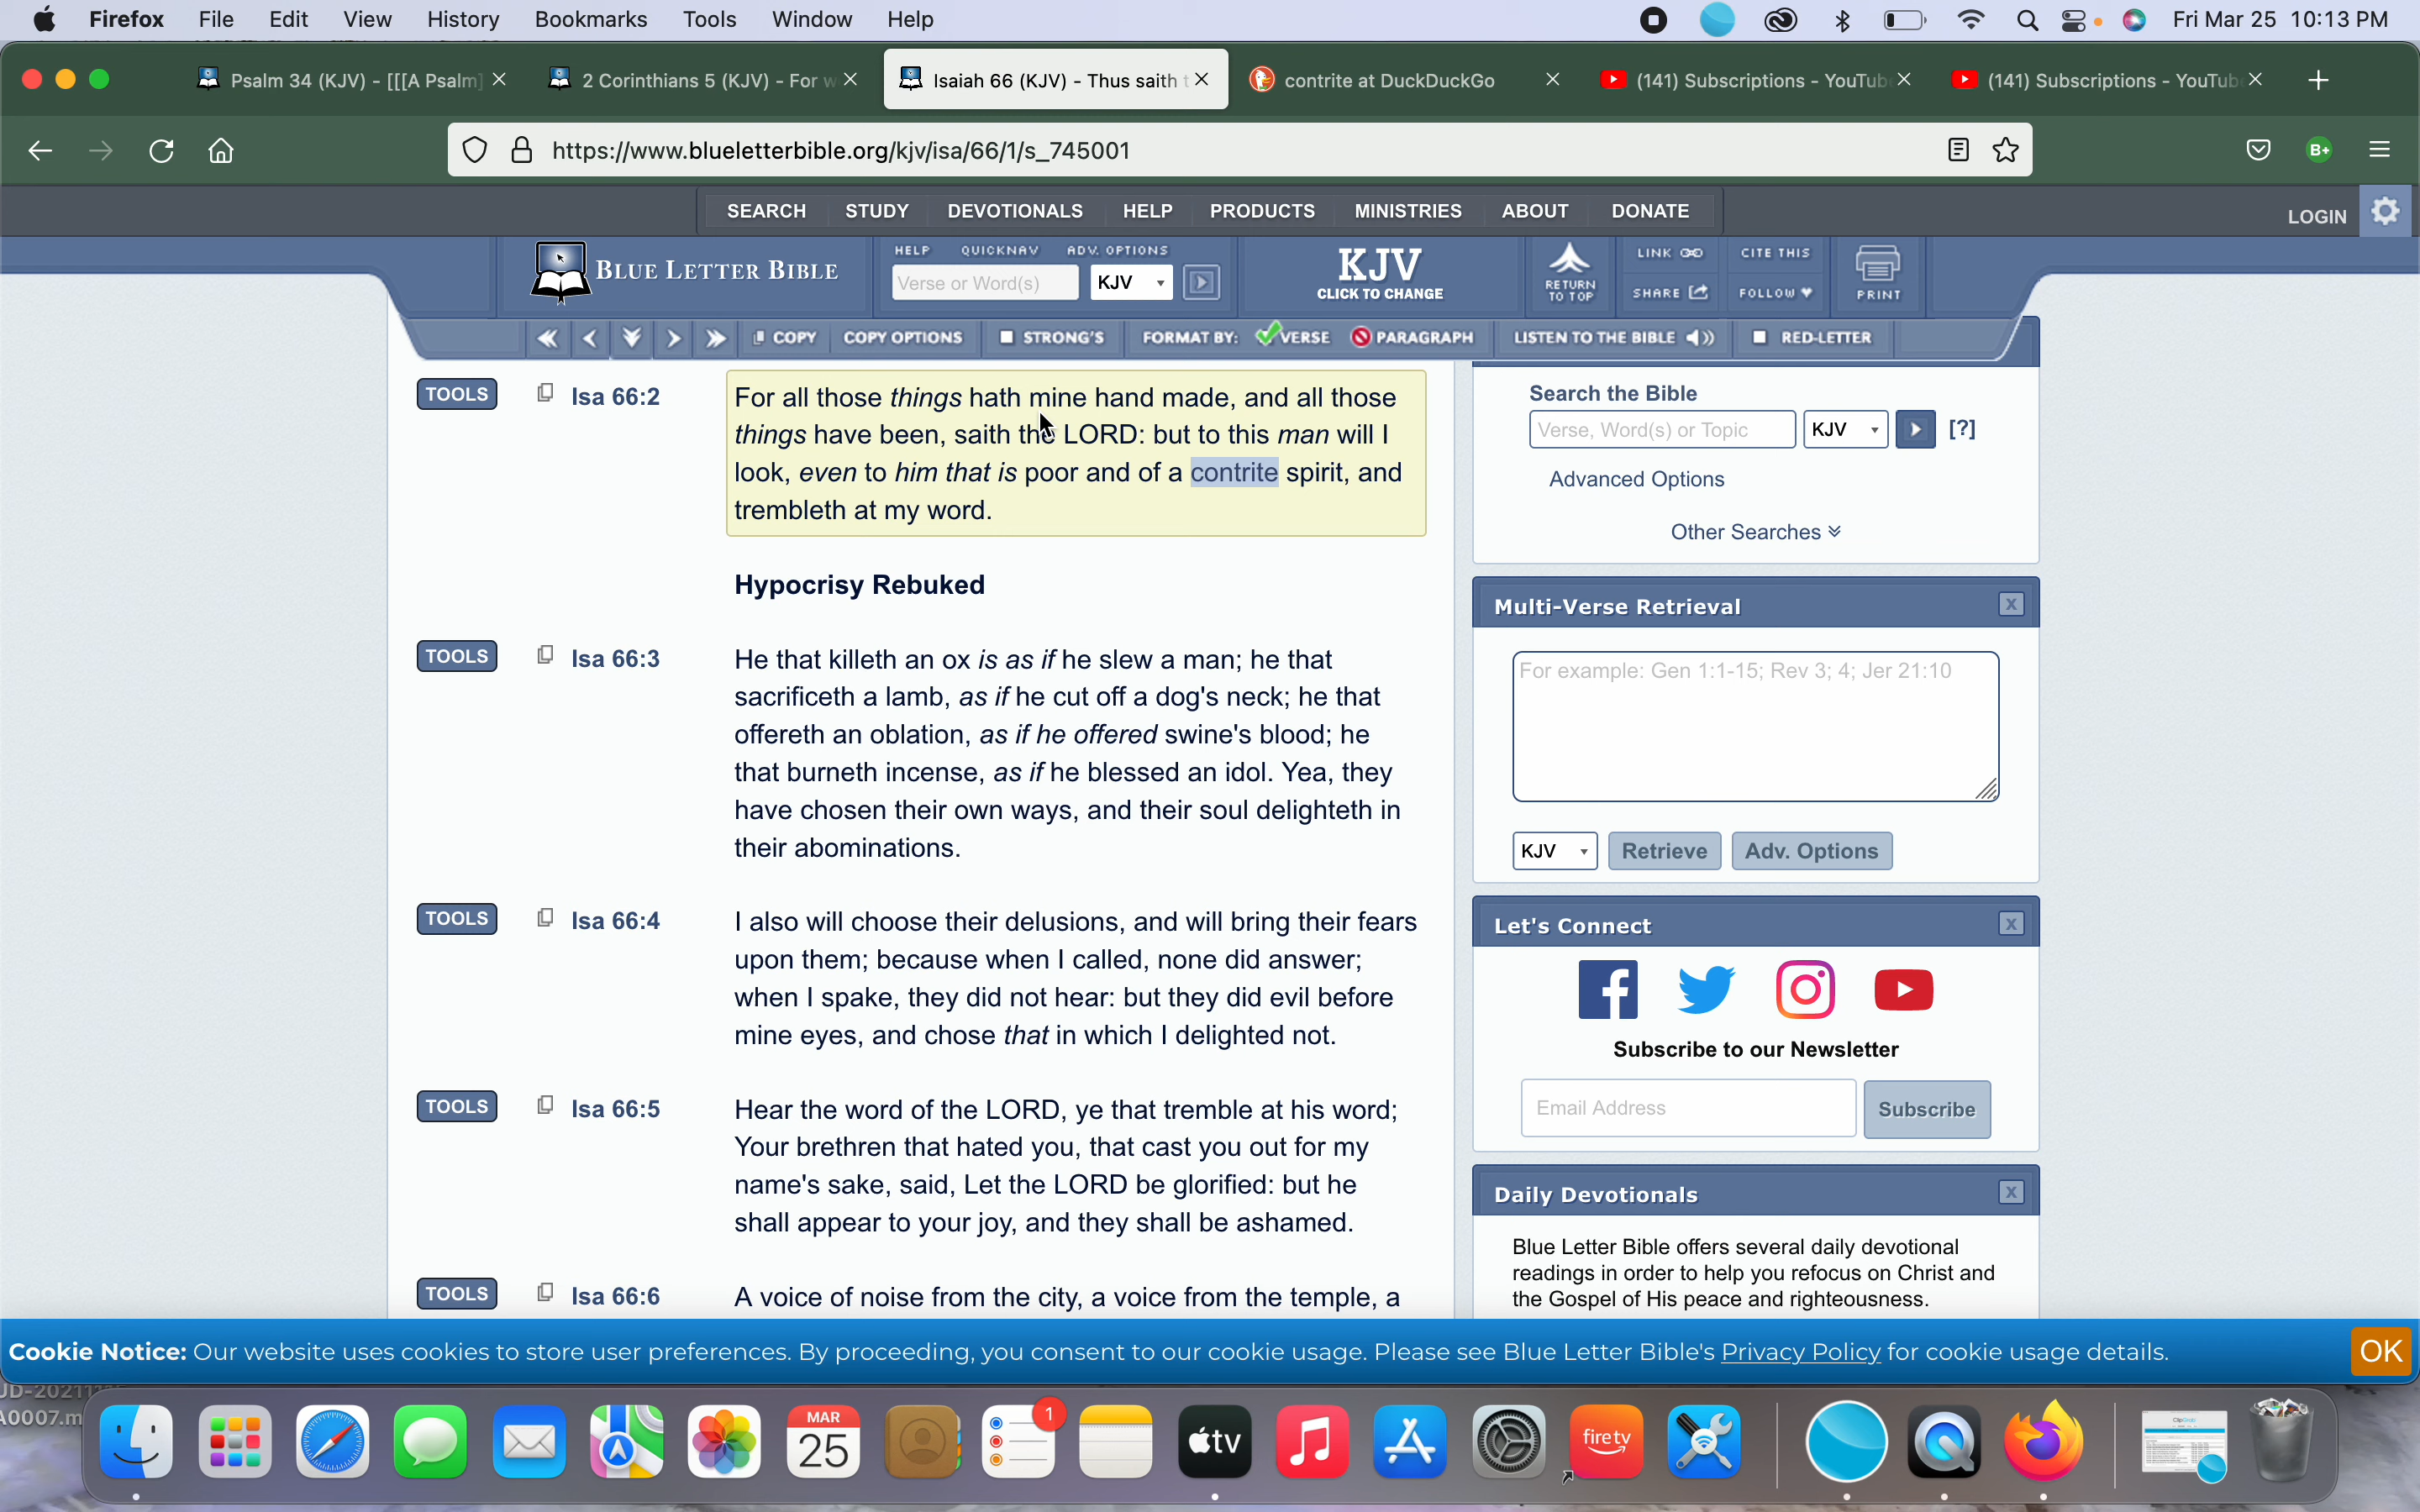 Firefox File Edit View History Bookmarks Tools Window Help Fri Mar 25 10:13 PM
Psalm 34 (KJV) - [[[A Psalm] 2 Corinthians 5 (KJV) - For w Isaiah 66 (KJV) - Thus saith t contrite at DuckDuckGo (141) Subscriptions - YouTub (141) Subscriptions - YouTub
https://www.blueletterbible.org/kjv/isa/66/1/s_745001 B+
SEARCH STUDY DEVOTIONALS HELP PRODUCTS MINISTRIES ABOUT DONATE LOGIN
HELP QUICKNAV ADV. OPTIONS
BLUE LETTER BIBLE
Verse or Word(s) KJV
KJV
CLICK TO CHANGE
RETURN
TO TOP
LINK CITE THIS
SHARE FOLLOW PRINT
COPY COPY OPTIONS STRONG'S FORMAT BY: VERSE PARAGRAPH LISTEN TO THE BIBLE RED-LETTER
TOOLS Isa 66:2 For all those things hath mine hand made, and all those
things have been, saith the LORD: but to this man will I
look, even to him that is poor and of a contrite spirit, and
trembleth at my word.
Hypocrisy Rebuked
TOOLS Isa 66:3 He that killeth an ox is as if he slew a man; he that
sacrificeth a lamb, as if he cut off a dog's neck; he that
offereth an oblation, as if he offered swine's blood; he
that burneth incense, as if he blessed an idol. Yea, they
have chosen their own ways, and their soul delighteth in
their abominations.
TOOLS Isa 66:4 I also will choose their delusions, and will bring their fears
upon them; because when I called, none did answer;
when I spake, they did not hear: but they did evil before
mine eyes, and chose that in which I delighted not.
TOOLS Isa 66:5 Hear the word of the LORD, ye that tremble at his word;
Your brethren that hated you, that cast you out for my
name's sake, said, Let the LORD be glorified: but he
shall appear to your joy, and they shall be ashamed.
TOOLS Isa 66:6 A voice of noise from the city, a voice from the temple, a
Search the Bible
Verse, Word(s) or Topic KJV [?]
Advanced Options
Other Searches
Multi-Verse Retrieval x
For example: Gen 1:1-15; Rev 3; 4; Jer 21:10
KJV Retrieve Adv. Options
Let's Connect x
Subscribe to our Newsletter
Email Address Subscribe
Daily Devotionals x
Blue Letter Bible offers several daily devotional
readings in order to help you refocus on Christ and
the Gospel of His peace and righteousness.
Cookie Notice: Our website uses cookies to store user preferences. By proceeding, you consent to our cookie usage. Please see Blue Letter Bible's Privacy Policy for cookie usage details. OK
A0007.m
MAR
25
1
tv
fire tv